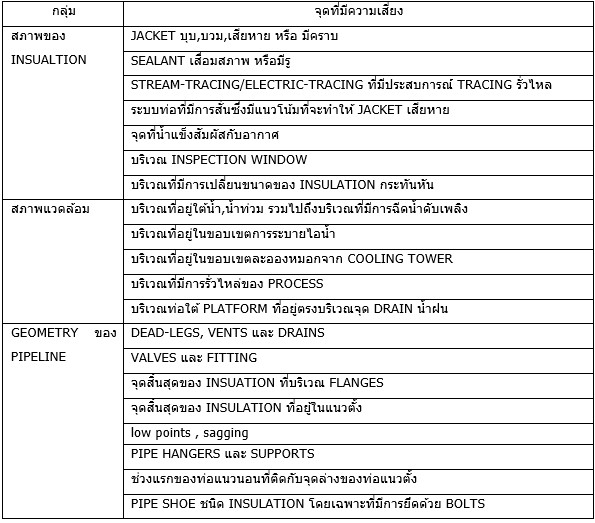 กลุ่ม จุดที่มีความเสี่ยง
สภาพของ JACKET บุบ,บวม,เสียหาย หรือ มีคราบ
INSUALTION SEALANT เสื่อมสภาพ หรือมีรู
STREAM-TRACING/ELECTRIC-TRACING ที่มีประสบการณ์ TRACING รั่วไหล
ระบบท่อที่มีการสั่นซึ่งมีแนวโน้มที่จะทำให้ JACKET เสียหาย
จุดที่น้ำแข็งสัมผัสกับอากาศ
บริเวณ INSPECTION WINDOW
บริเวณที่มีการเปลี่ยนขนาดของ INSULATION กระทันหัน
สภาพแวดล้อม บริเวณที่อยู่ใต้น้ำ,น้ำท่วม รวมไปถึงบริเวณที่มีการฉีดน้ำดับเพลิง
บริเวณที่อยู่ในขอบเขตการระบายไอน้ำ
บริเวณที่อยู่ในขอบเขตละอองหมอกจาก COOLING TOWER
บริเวณที่มีการรั่วไหล่ของ PROCESS
บริเวณท่อใต้ PLATFORM ที่อยู่ตรงบริเวณจุด DRAIN น้ำฝน
GEOMETRY ของ DEAD-LEGS, VENTS และ DRAINS
PIPELINE VALVES และ FITTING
จุดสิ้นสุดของ INSUATION ที่บริเวณ FLANGES
จุดสิ้นสุดของ INSULATION ที่อยู่ในแนวตั้ง
low points , sagging
PIPE HANGERS และ SUPPORTS
ช่วงแรกของท่อแนวนอนที่ติดกับจุดล่างของท่อแนวตั้ง
PIPE SHOE ชนิด INSULATION โดยเฉพาะที่มีการยึดด้วย BOLTS